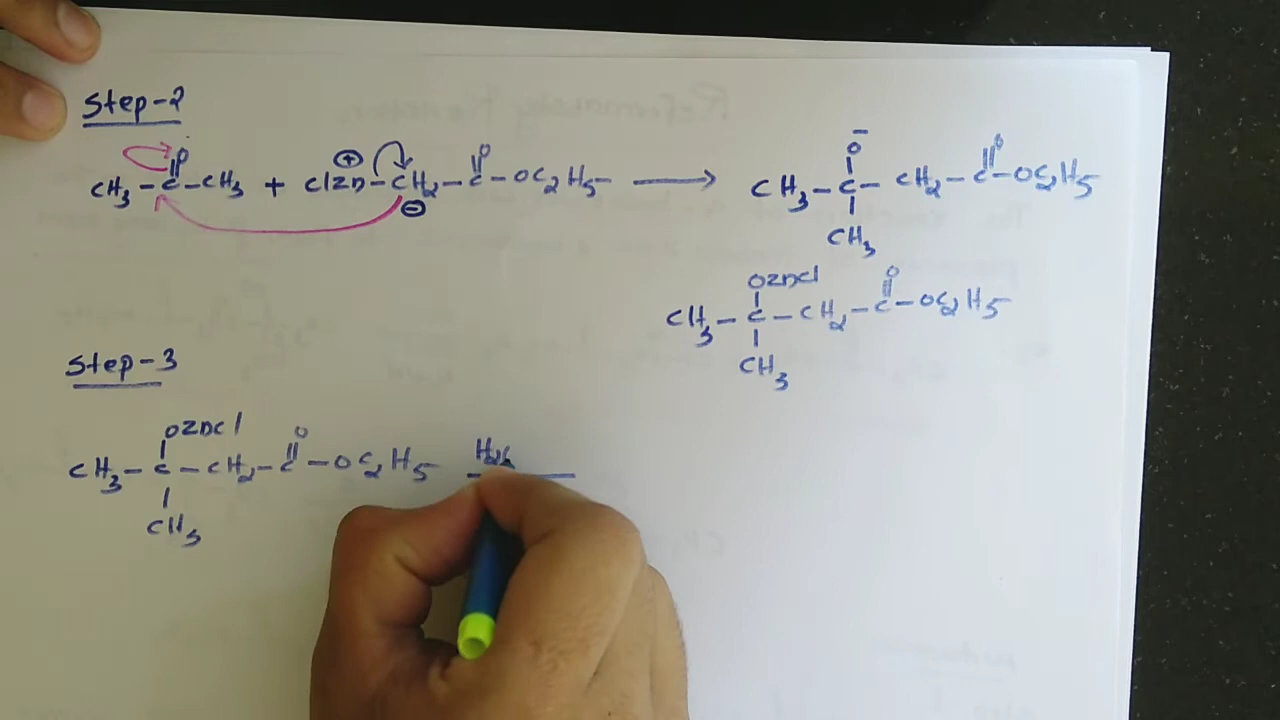 Step-2
O O O O
CH3-C-CH3 + ClZn-CH2-C-OC2H5 → CH3-C-CH2-C-OC2H5
CH3
OZnCl O
CH3-C-CH2-C-OC2H5
CH3
Step-3
OZnCl O
CH3-C-CH2-C-OC2H5
CH3